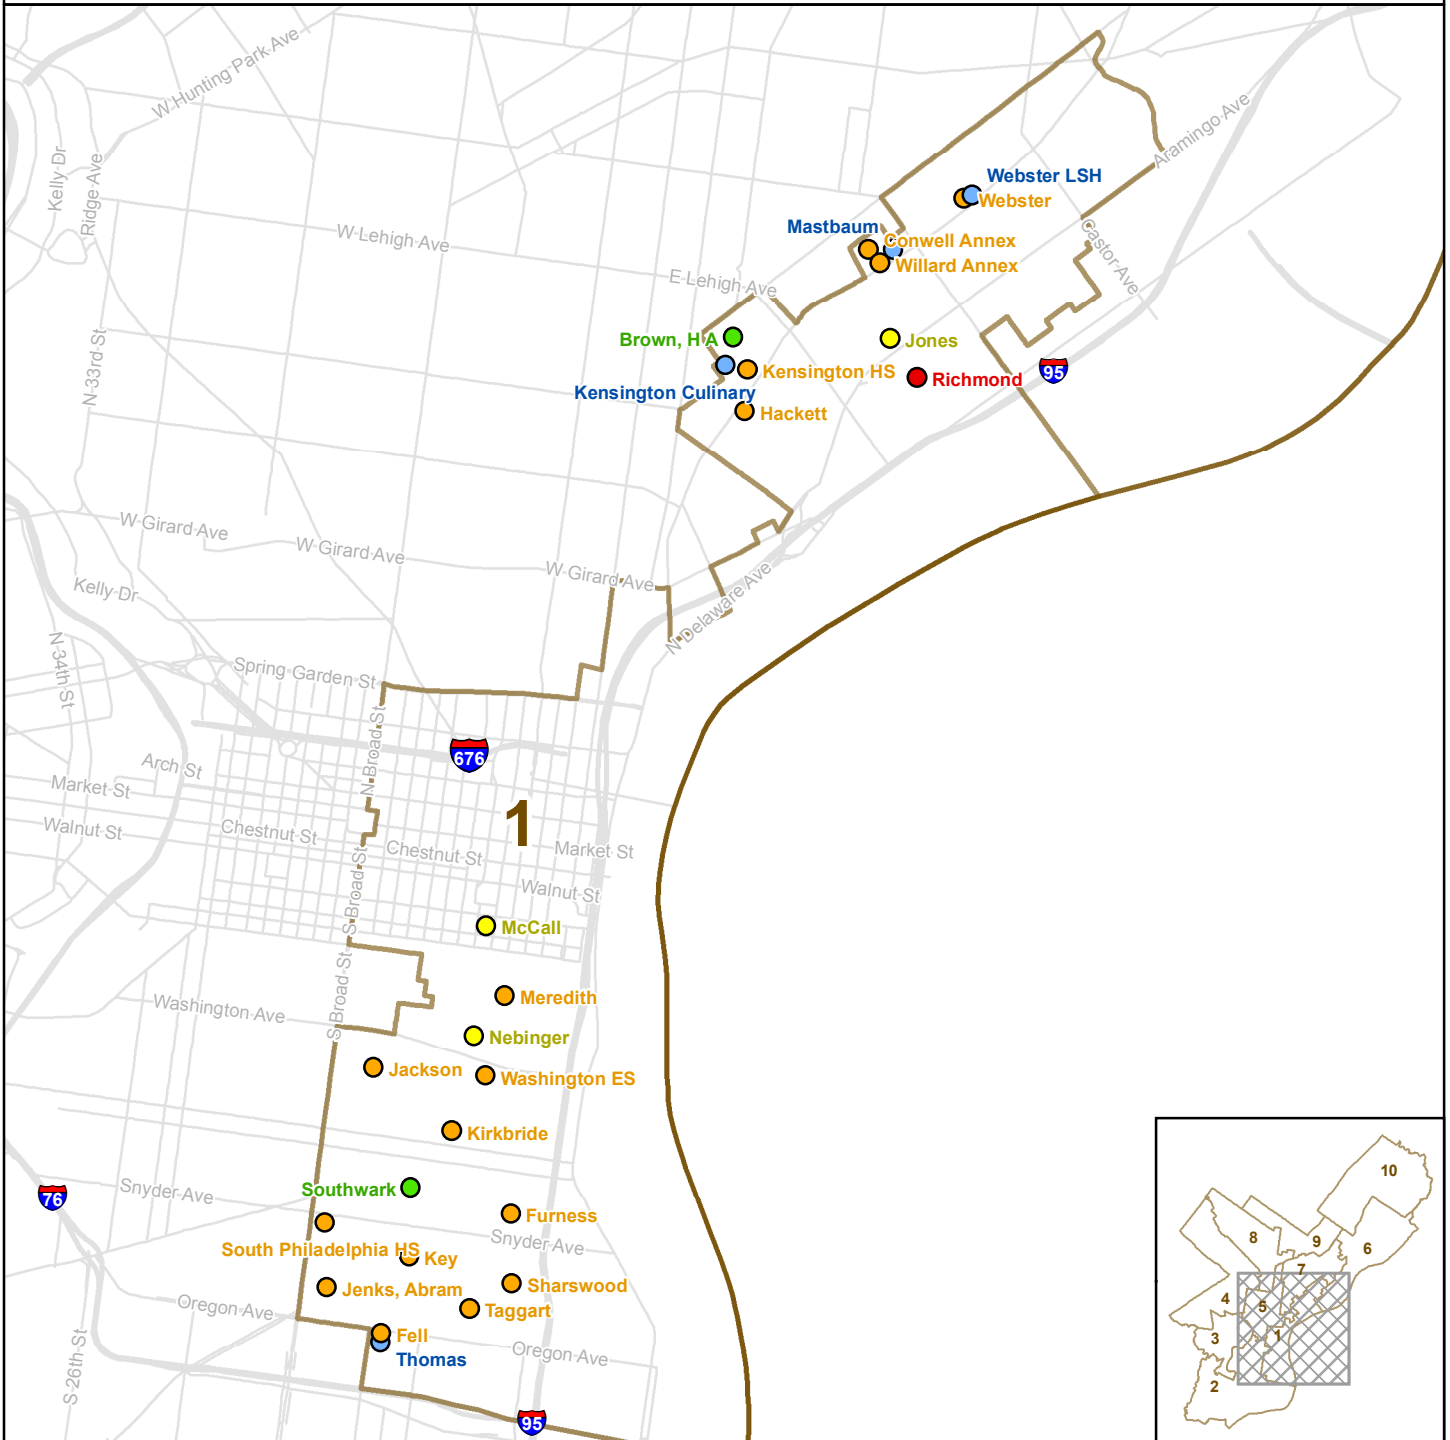 W Hunting Park Ave
Aramingo Ave
Kelly Dr
Ridge Ave
Webster LSH
Webster
W Lehigh Ave
Mastbaum
Conwell Annex
Castor Ave
Willard Annex
E Lehigh Ave
N 33rd St
Brown, H A
Jones
Kensington HS
Richmond
95
Kensington Culinary
Hackett
W Girard Ave
W Girard Ave
W Girard Ave
Kelly Dr
N Delaware Ave
N 34th St
Spring Garden St
N Broad St
676
Arch St
Market St
1
Walnut St
Chestnut St
Chestnut St
Market St
Walnut St
S Broad St
McCall
S Broad St
Meredith
Washington Ave
Nebinger
Jackson
Washington ES
Kirkbride
76
Snyder Ave
Southwark
Furness
South Philadelphia HS
Key
Snyder Ave
Jenks, Abram
Sharswood
Oregon Ave
Taggart
Fell
Thomas
Oregon Ave
S 26th St
95
10
8
9
6
7
4
5
3
1
2